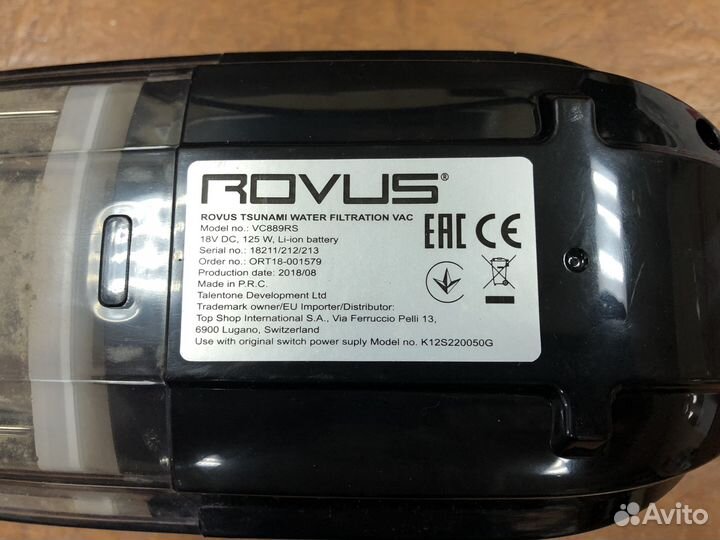 ROVUS®
ROVUS TSUNAMI WATER FILTRATION VAC
Model no.: VC889RS
18V DC, 125 W, Li-ion battery
Serial no.: 18211/212/213
Order no.: ORT18-001579
Production date: 2018/08
Made in P.R.C.
Talentone Development Ltd
Trademark owner/EU Importer/Distributor:
Top Shop International S.A., Via Ferruccio Pelli 13,
6900 Lugano, Switzerland
Use with original switch power suply Model no. K12S220050G
EAC CE
Avito